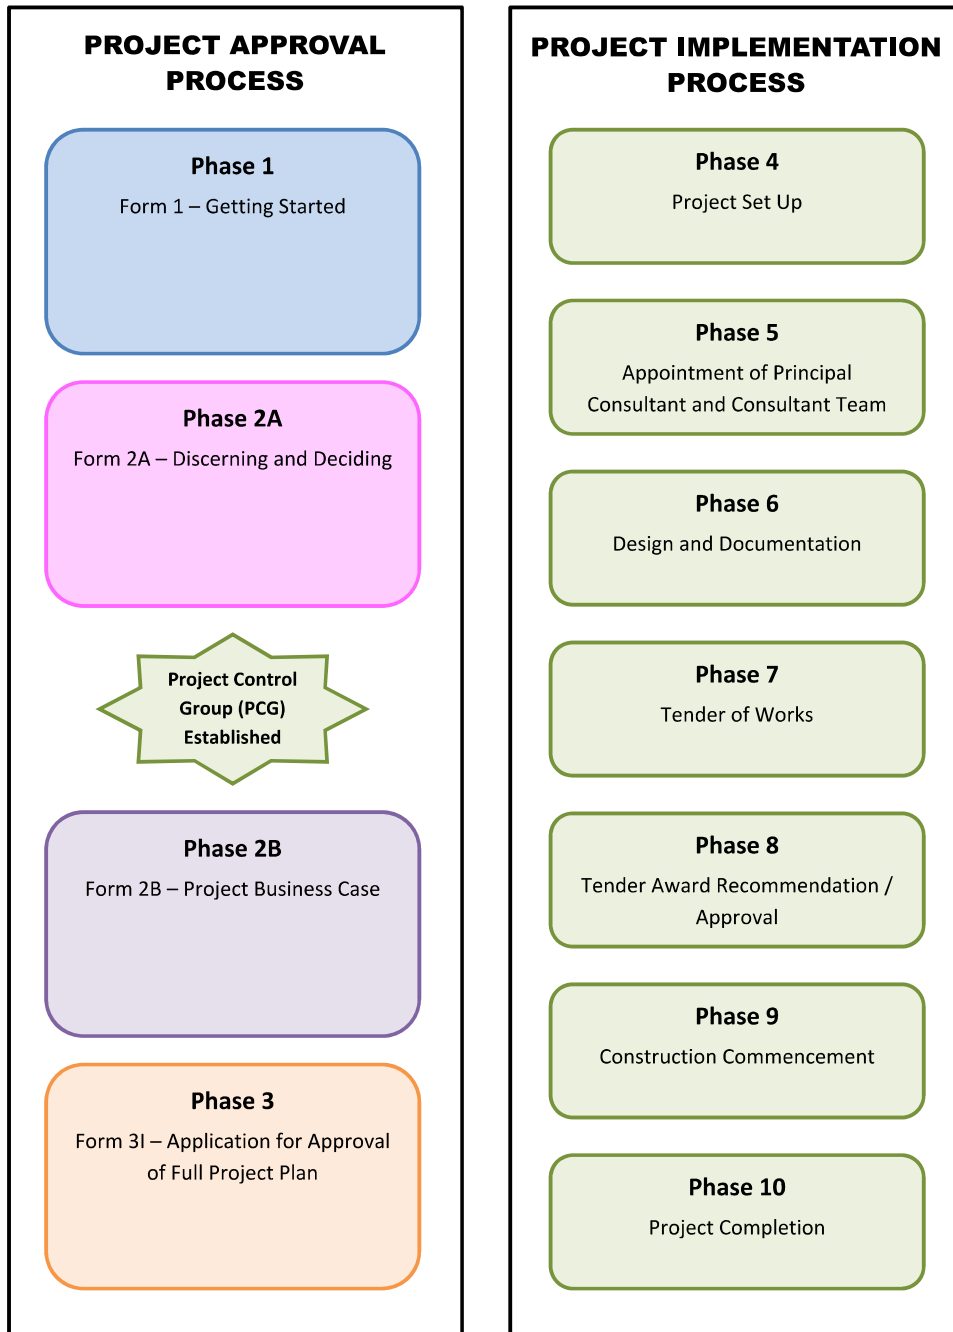 PROJECT APPROVAL
PROCESS
Phase 1
Form 1 – Getting Started
Phase 2A
Form 2A – Discerning and Deciding
Project Control
Group (PCG)
Established
Phase 2B
Form 2B – Project Business Case
Phase 3
Form 3I – Application for Approval
of Full Project Plan
PROJECT IMPLEMENTATION
PROCESS
Phase 4
Project Set Up
Phase 5
Appointment of Principal
Consultant and Consultant Team
Phase 6
Design and Documentation
Phase 7
Tender of Works
Phase 8
Tender Award Recommendation /
Approval
Phase 9
Construction Commencement
Phase 10
Project Completion